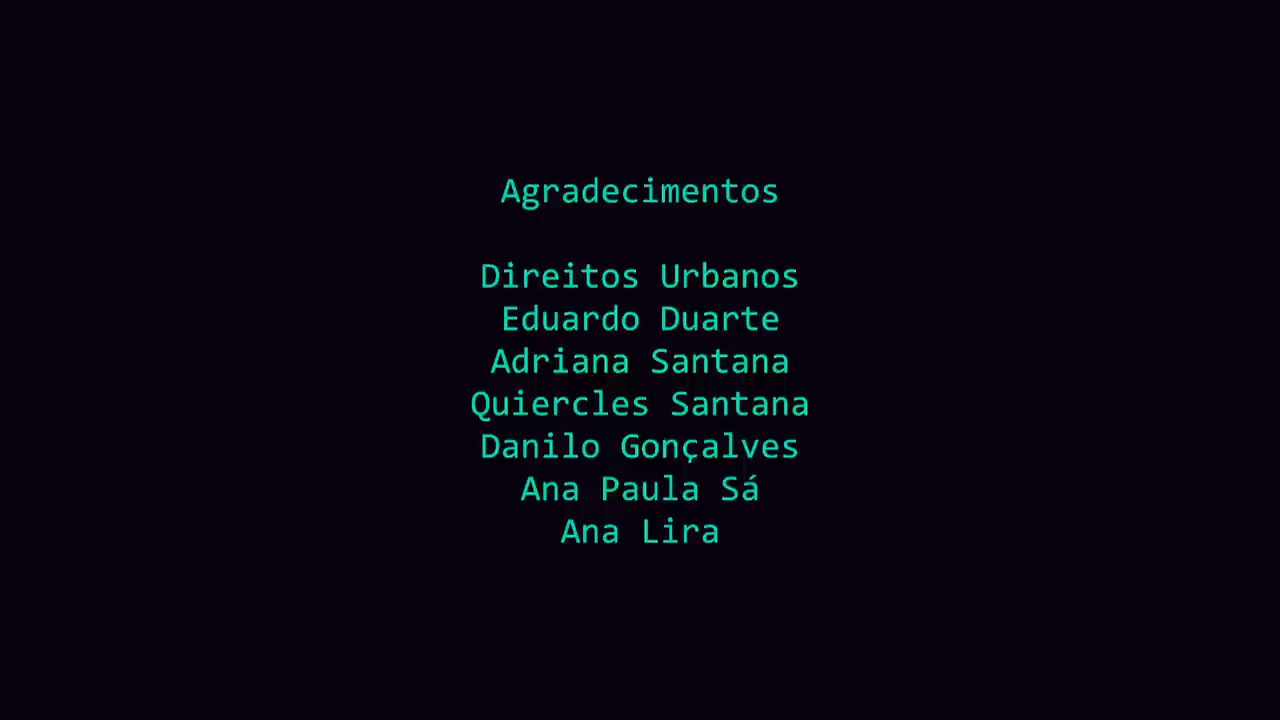 Agradecimentos
Direitos Urbanos
Eduardo Duarte
Adriana Santana
Quiercles Santana
Danilo Gonçalves
Ana Paula Sá
Ana Lira